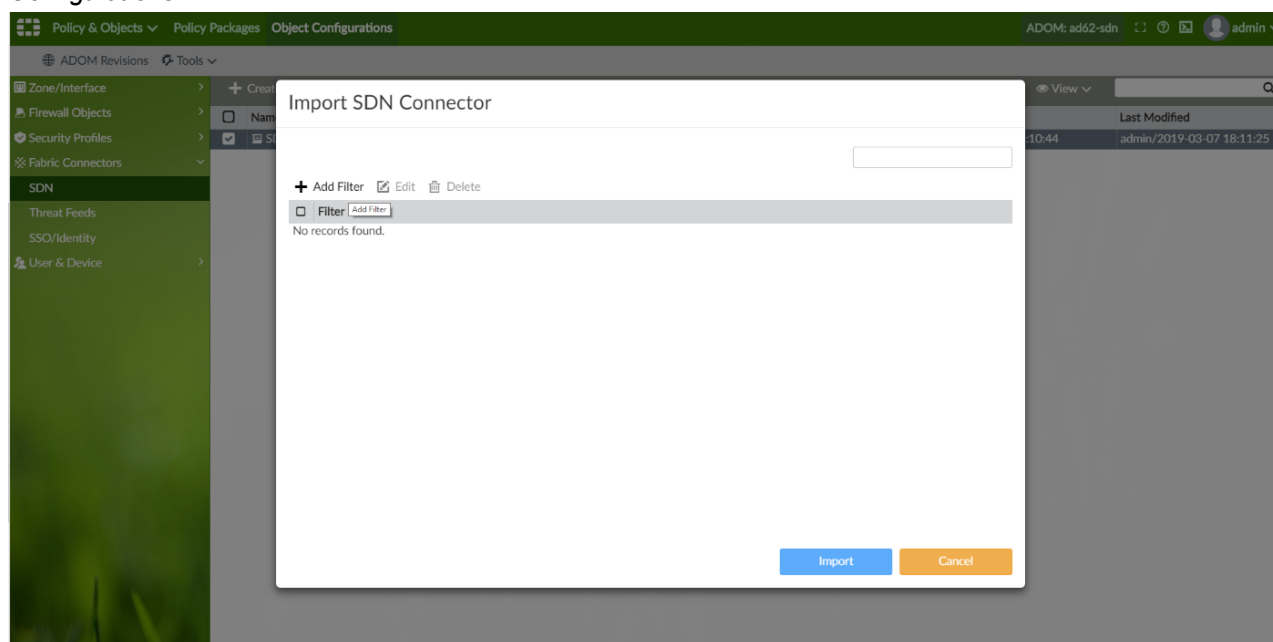 Policy & Objects Policy Packages Object Configurations ADOM: ad62-sdn admin
ADOM Revisions Tools
Zone/Interface
Firewall Objects
Security Profiles
Fabric Connectors
SDN
Threat Feeds
SSO/Identity
User & Device
View
Last Modified
:10:44 admin/2019-03-07 18:11:25
Import SDN Connector
Add Filter Edit Delete
Filter Add Filter
No records found.
Import Cancel